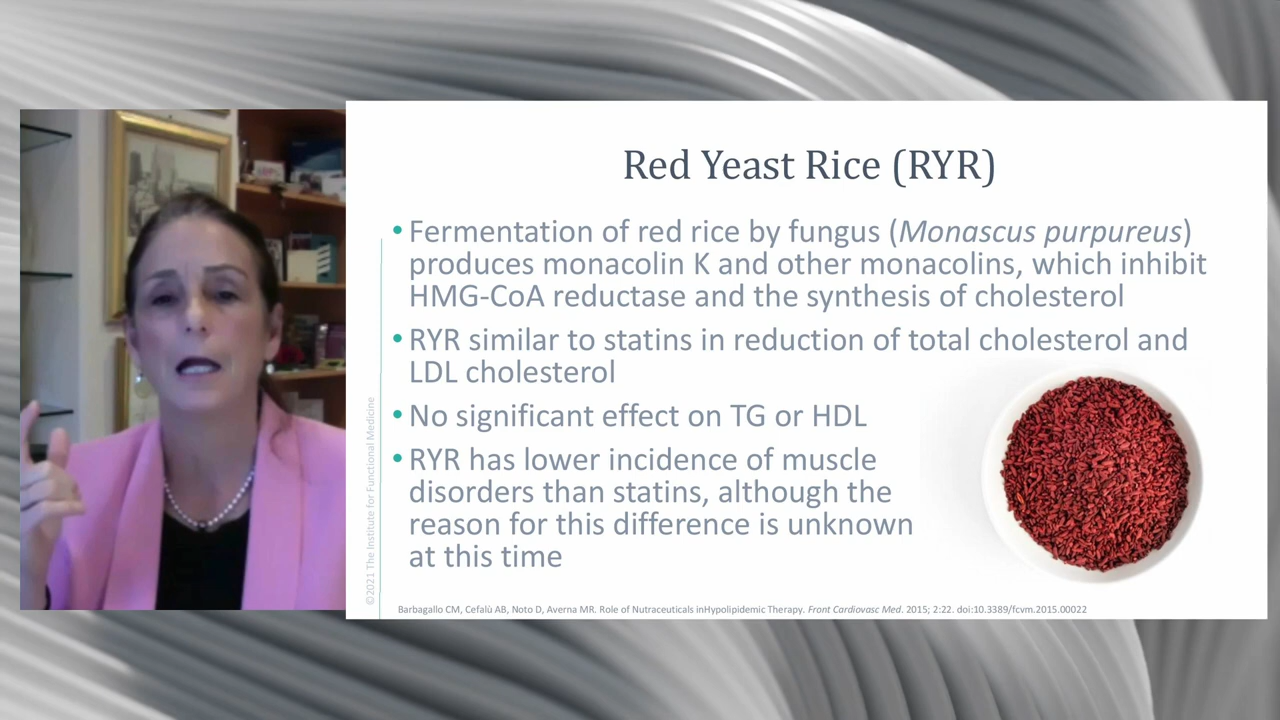 Red Yeast Rice (RYR)
• Fermentation of red rice by fungus (Monascus purpureus)
produces monacolin K and other monacolins, which inhibit
HMG-CoA reductase and the synthesis of cholesterol
• RYR similar to statins in reduction of total cholesterol and
LDL cholesterol
• No significant effect on TG or HDL
• RYR has lower incidence of muscle
disorders than statins, although the
reason for this difference is unknown
at this time
©2021 The Institute for Functional Medicine
Barbagallo CM, Cefalù AB, Noto D, Averna MR. Role of Nutraceuticals inHypolipidemic Therapy. Front Cardiovasc Med. 2015; 2:22. doi:10.3389/fcvm.2015.00022